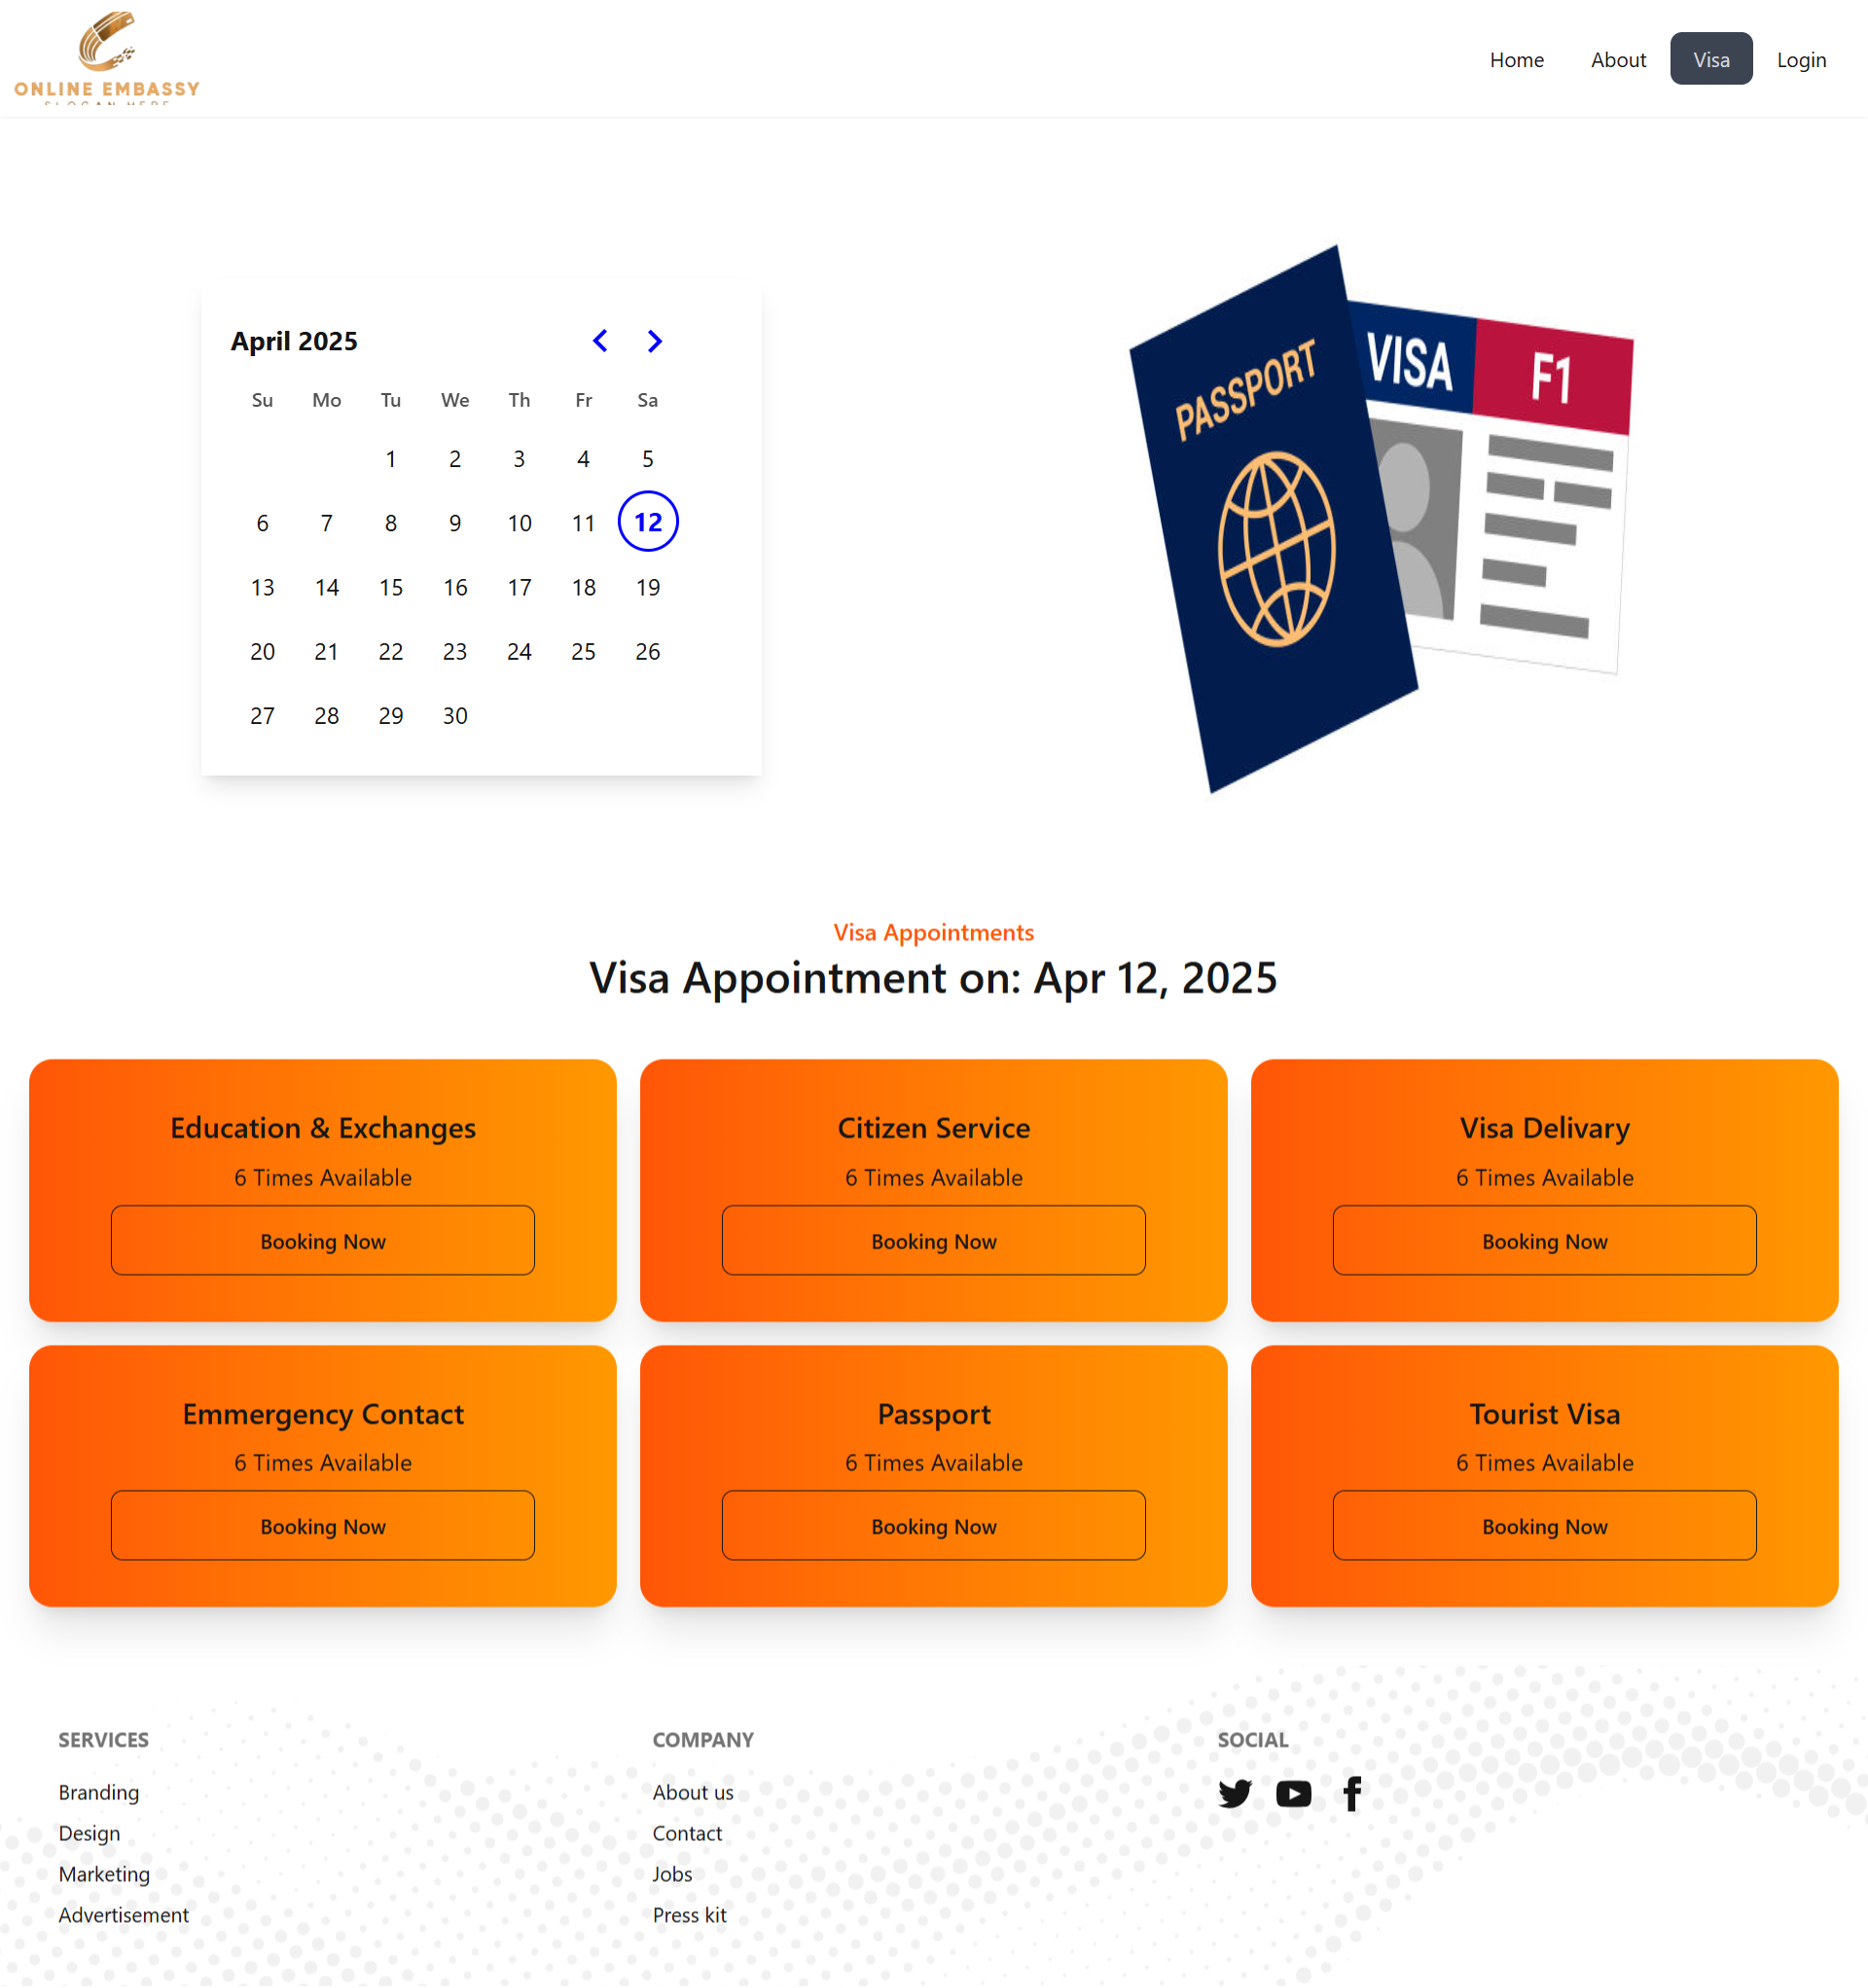 ONLINE EMBASSY
SLOGAN HERE
Home About Visa Login
April 2025
Su Mo Tu We Th Fr Sa
1 2 3 4 5
6 7 8 9 10 11 12
13 14 15 16 17 18 19
20 21 22 23 24 25 26
27 28 29 30
PASSPORT
VISA F1
Visa Appointments
Visa Appointment on: Apr 12, 2025
Education & Exchanges
6 Times Available
Booking Now
Citizen Service
6 Times Available
Booking Now
Visa Delivary
6 Times Available
Booking Now
Emmergency Contact
6 Times Available
Booking Now
Passport
6 Times Available
Booking Now
Tourist Visa
6 Times Available
Booking Now
SERVICES
Branding
Design
Marketing
Advertisement
COMPANY
About us
Contact
Jobs
Press kit
SOCIAL